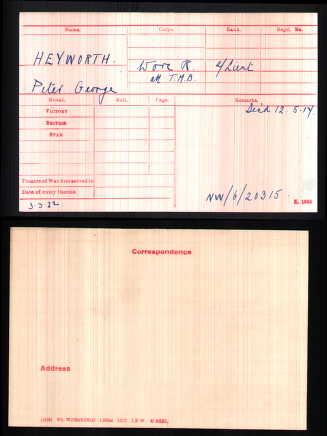 Name. Corps. Rank. Regtl. No.
HEYWORTH. Worc R. 2/Lieut
Peter George att T.M.B.
Medal. Roll. Page. Remarks.
VICTORY Died 12.5.17
BRITISH
STAR
Theatre of War first served in
Date of entry therein
3.3.22 NW/6/20315 K. 1380
Correspondence
Address